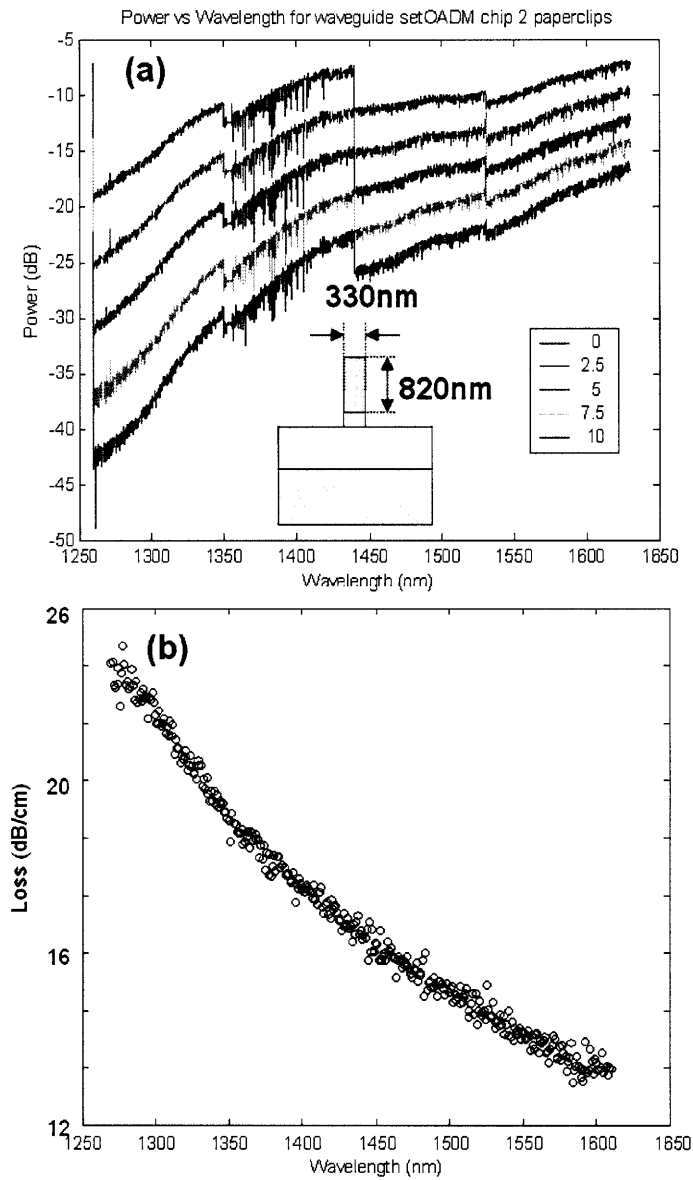 Power vs Wavelength for waveguide setOADM chip 2 paperclips
(a)
-5
-10
-15
-20
-25
-30
-35
-40
-45
-50
Power (dB)
330nm
820nm
0
2.5
5
7.5
10
1250 1300 1350 1400 1450 1500 1550 1600 1650
Wavelength (nm)
(b)
26
20
16
12
Loss (dB/cm)
1250 1300 1350 1400 1450 1500 1550 1600 1650
Wavelength (nm)